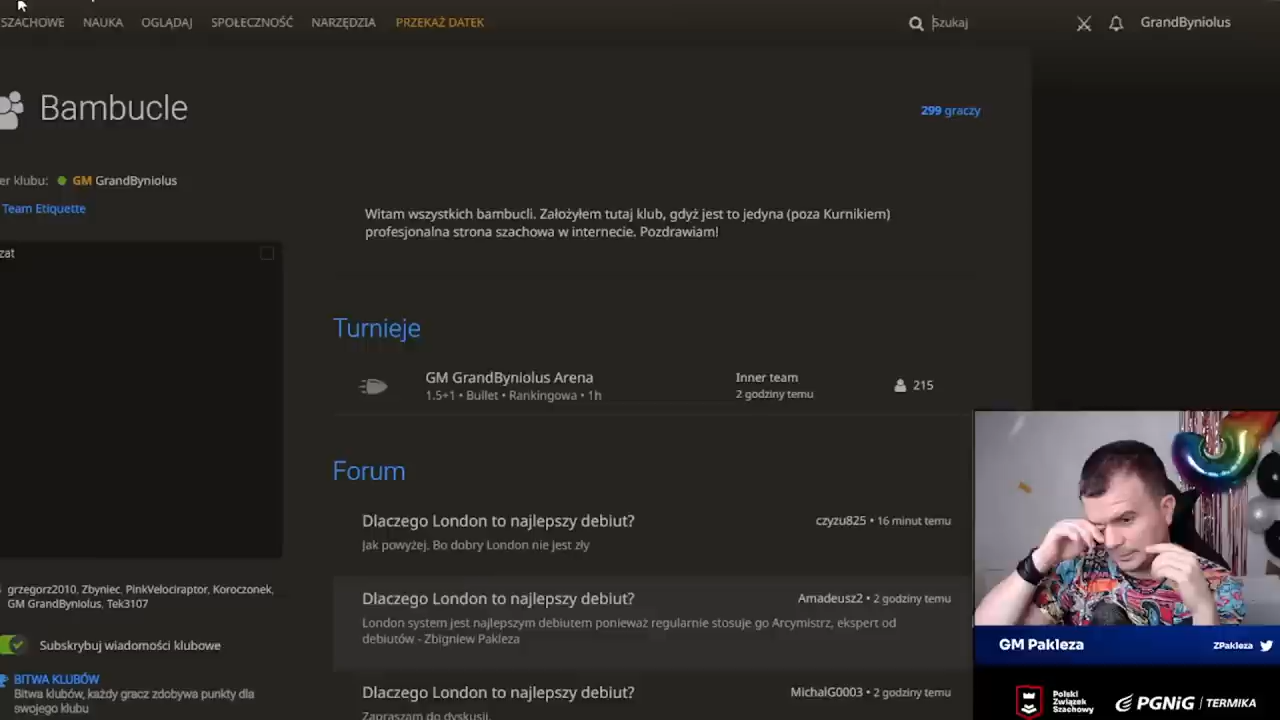 SZACHOWE NAUKA OGLĄDAJ SPOŁECZNOŚĆ NARZĘDZIA PRZEKAŻ DATEK Szukaj GrandByniolus
Bambucle
299 graczy
er klubu: GM GrandByniolus
Team Etiquette
Witam wszystkich bambucli. Założyłem tutaj klub, gdyż jest to jedyna (poza Kurnikiem)
profesjonalna strona szachowa w internecie. Pozdrawiam!
zat
Turnieje
GM GrandByniolus Arena
1.5+1 • Bullet • Rankingowa • 1h
Inner team
2 godziny temu
215
Forum
Dlaczego London to najlepszy debiut?
czyzu825 • 16 minut temu
Jak powyżej. Bo dobry London nie jest zły
Dlaczego London to najlepszy debiut?
Amadeusz2 • 2 godziny temu
London system jest najlepszym debiutem ponieważ regularnie stosuje go Arcymistrz, ekspert od
debiutów - Zbigniew Pakleza
Dlaczego London to najlepszy debiut?
MichalG0003 • 2 godziny temu
Zapraszam do dyskusji.
grzegorz2010, Zbyniec, PinkVelociraptor, Koroczonek,
GM GrandByniolus, Tek3107
Subskrybuj wiadomości klubowe
BITWA KLUBÓW
Bitwa klubów, każdy gracz zdobywa punkty dla
swojego klubu
GM Pakleza
ZPakleza
Polski
Związek
Szachowy
PGNiG | TERMIKA